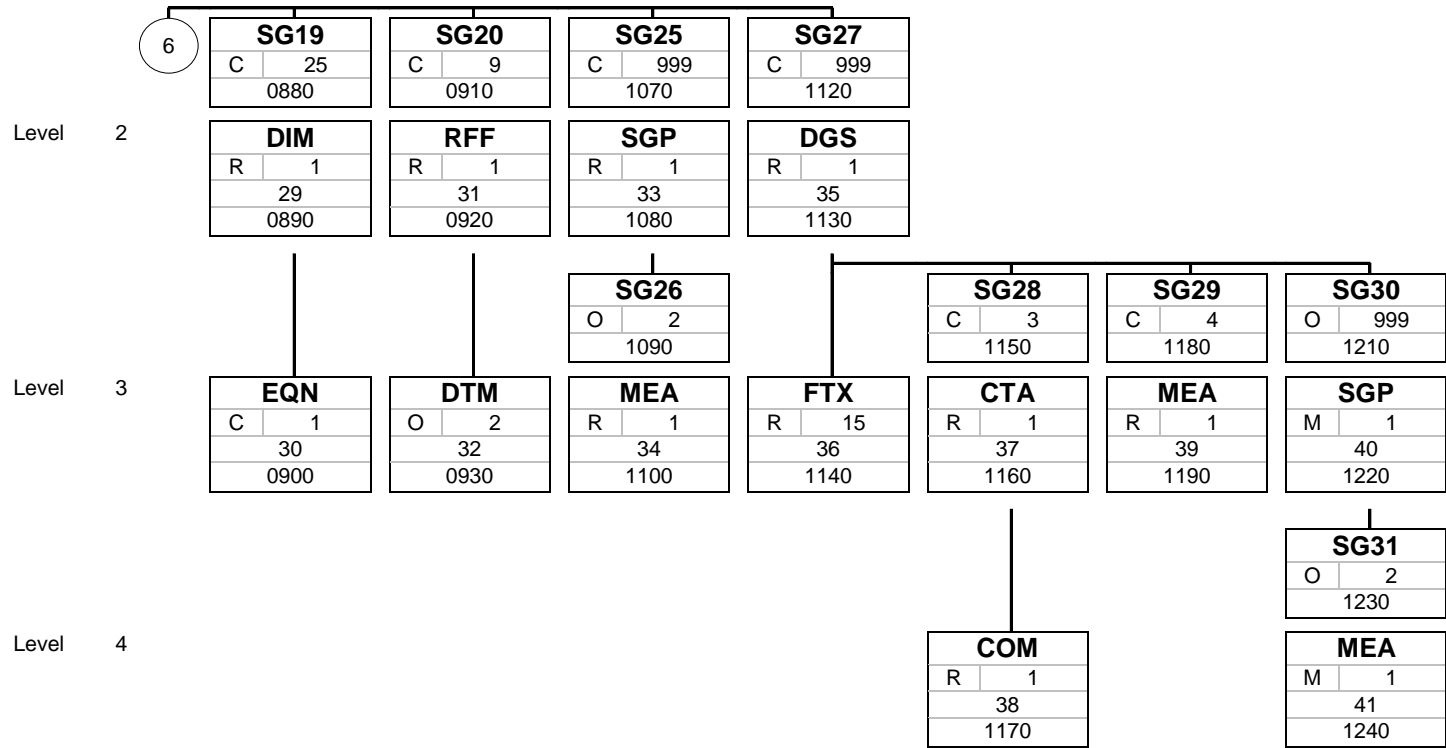 6
SG19 SG20 SG25 SG27
C 25 C 9 C 999 C 999
0880 0910 1070 1120
Level 2 DIM RFF SGP DGS
R 1 R 1 R 1 R 1
29 31 33 35
0890 0920 1080 1130
SG26 SG28 SG29 SG30
O 2 C 3 C 4 O 999
1090 1150 1180 1210
Level 3 EQN DTM MEA FTX CTA MEA SGP
C 1 O 2 R 1 R 15 R 1 R 1 M 1
30 32 34 36 37 39 40
0900 0930 1100 1140 1160 1190 1220
SG31
O 2
1230
Level 4 COM MEA
R 1 M 1
38 41
1170 1240